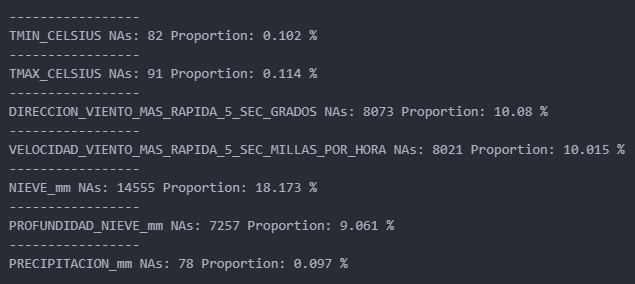 -----------------
TMIN_CELSIUS NAs: 82 Proportion: 0.102 %
-----------------
TMAX_CELSIUS NAs: 91 Proportion: 0.114 %
-----------------
DIRECCION_VIENTO_MAS_RAPIDA_5_SEC_GRADOS NAs: 8073 Proportion: 10.08 %
-----------------
VELOCIDAD_VIENTO_MAS_RAPIDA_5_SEC_MILLAS_POR_HORA NAs: 8021 Proportion: 10.015 %
-----------------
NIEVE_mm NAs: 14555 Proportion: 18.173 %
-----------------
PROFUNDIDAD_NIEVE_mm NAs: 7257 Proportion: 9.061 %
-----------------
PRECIPITACION_mm NAs: 78 Proportion: 0.097 %